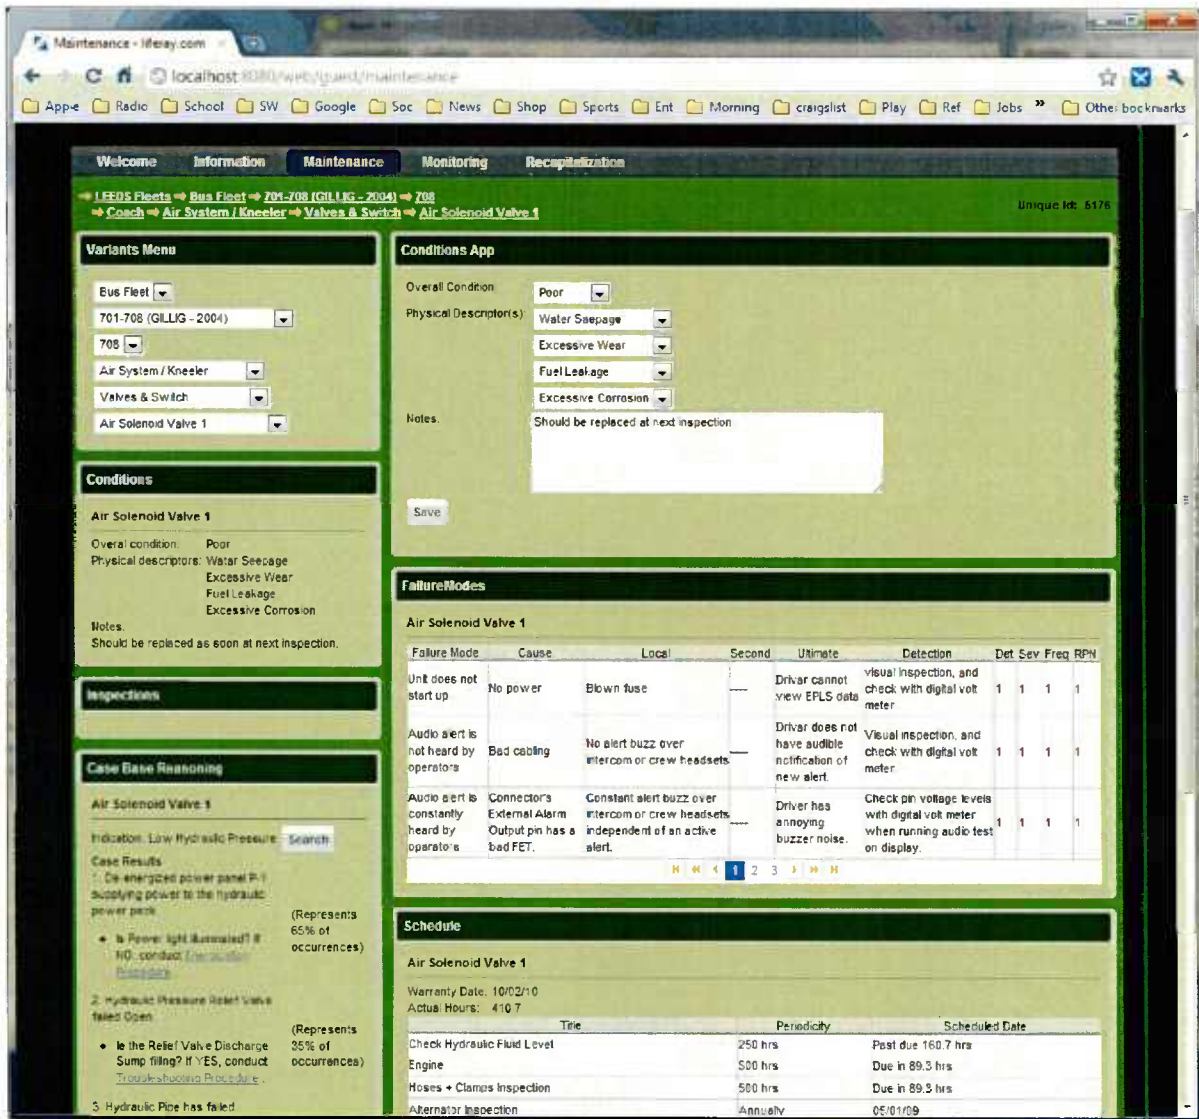 Maintenance - liferay.com
localhost:8080/web/guest/maintenance
Radio School SW Google Soc News Shop Sports Ent Morning craigslist Play Ref Jobs » Other bookmarks
Welcome Information Maintenance Monitoring Recapitalization
LEEDS Fleets Bus Fleet 701-708 (GILLIG - 2004) 708
Coach Air System / Kneeler Valves & Switch Air Solenoid Valve 1
Unique Id: 5176
Variants Menu
Bus Fleet
701-708 (GILLIG - 2004)
708
Air System / Kneeler
Valves & Switch
Air Solenoid Valve 1
Conditions
Air Solenoid Valve 1
Overal condition: Poor
Physical descriptors: Water Seepage
Excessive Wear
Fuel Leakage
Excessive Corrosion
Notes:
Should be replaced as soon at next inspection.
Inspections
Case Base Reasoning
Air Solenoid Valve 1
Indication: Low Hydraulic Pressure Search
Case Results
1. De-energized power panel P-1
supplying power to the hydraulic
power pack
(Represents
65% of
occurrences)
Is Power light illuminated? If
NO, conduct
Procedure
2. Hydraulic Pressure Relief Valve
failed Open
(Represents
35% of
occurrences)
Is the Relief Valve Discharge
Sump filling? If YES, conduct
Troubleshooting Procedure .
3. Hydraulic Pipe has failed
Conditions App
Overall Condition Poor
Physical Descriptor(s): Water Seepage
Excessive Wear
Fuel Leakage
Excessive Corrosion
Notes: Should be replaced at next inspection
Save
FailureModes
Air Solenoid Valve 1
Failure Mode Cause Local Second Ultimate Detection Det Sev Freq RPN
Unit does not
start up
No power
Blown fuse
----
Driver cannot
view EPLS data
visual inspection, and
check with digital volt
meter
1 1 1 1
Audio alert is
not heard by
operators
Bad cabling
No alert buzz over
intercom or crew headsets
----
Driver does not
have audible
notification of
new alert.
Visual inspection, and
check with digital volt
meter.
1 1 1 1
Audio alert is
constantly
heard by
operators
Connector's
External Alarm
Output pin has a
bad FET.
Constant alert buzz over
intercom or crew headsets
independent of an active
alert.
----
Driver has
annoying
buzzer noise.
Check pin voltage levels
with digital volt meter
when running audio test
on display.
1 1 1 1
1 2 3
Schedule
Air Solenoid Valve 1
Warranty Date: 10/02/10
Actual Hours: 410.7
Title Periodicity Scheduled Date
Check Hydraulic Fluid Level 250 hrs Past due 160.7 hrs
Engine 500 hrs Due in 89.3 hrs
Hoses + Clamps Inspection 500 hrs Due in 89.3 hrs
Alternator Inspection Annually 05/01/09